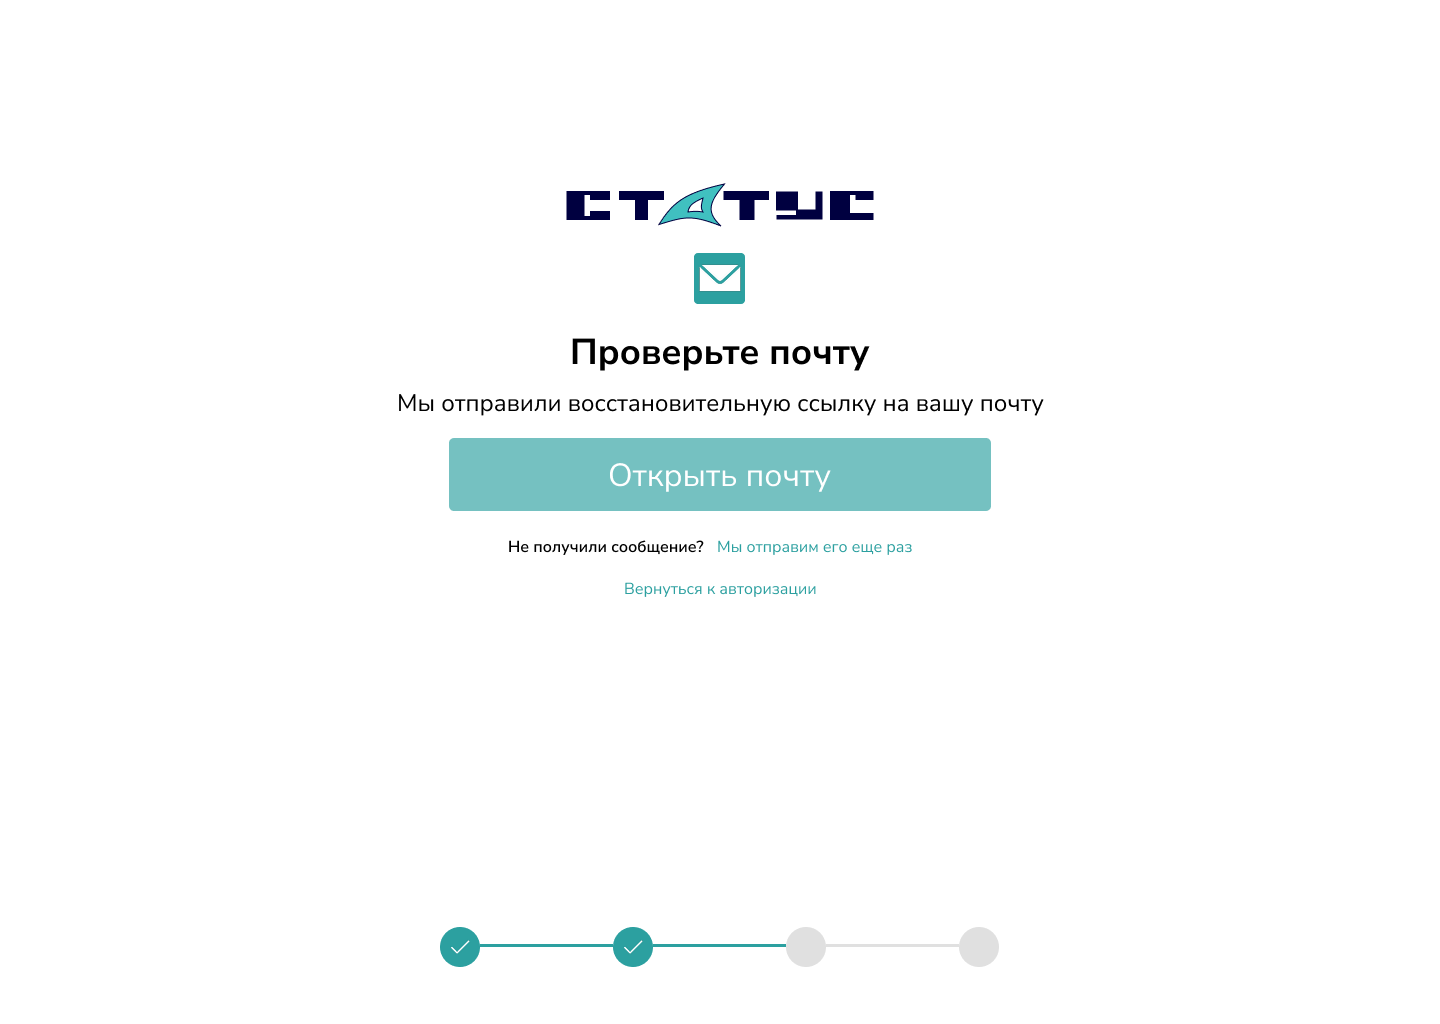 СТАТУС
Проверьте почту
Мы отправили восстановительную ссылку на вашу почту
Открыть почту
Не получили сообщение? Мы отправим его еще раз
Вернуться к авторизации